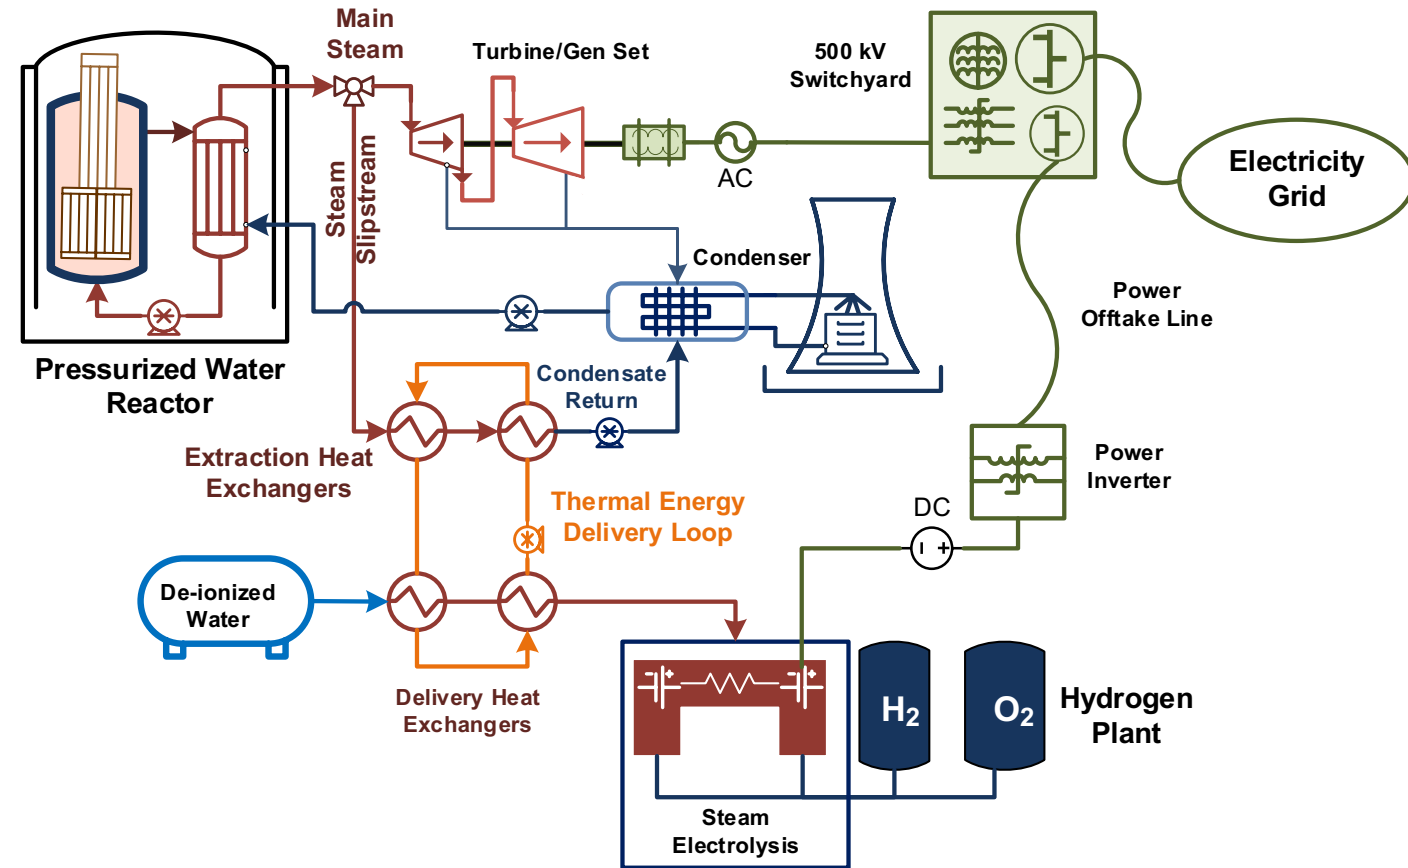 Main
Steam
Turbine/Gen Set
500 kV
Switchyard
AC
Electricity
Grid
Steam
Slipstream
Condenser
Power
Offtake Line
Pressurized Water
Reactor
Condensate
Return
Extraction Heat
Exchangers
Power
Inverter
Thermal Energy
Delivery Loop
DC
De-ionized
Water
Delivery Heat
Exchangers
H₂
O₂
Hydrogen
Plant
Steam
Electrolysis